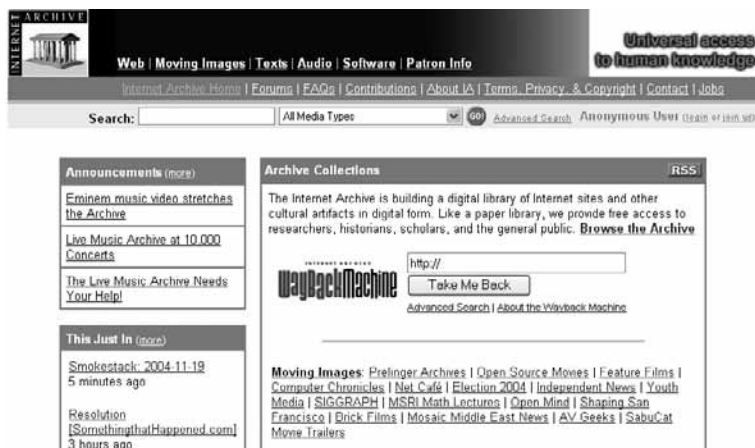 INTERNET ARCHIVE
Universal access
to human knowledge
Web | Moving Images | Texts | Audio | Software | Patron Info
Internet Archive Home | Forums | FAQs | Contributions | About IA | Terms, Privacy, & Copyright | Contact | Jobs
Search: All Media Types GO! Advanced Search Anonymous User (login or join us)
Announcements (more)
Eminem music video stretches
the Archive
Live Music Archive at 10,000
Concerts
The Live Music Archive Needs
Your Help!
This Just In (more)
Smokestack: 2004-11-19
5 minutes ago
Resolution
[SomethingthatHappened.com]
3 hours ago
Archive Collections RSS
The Internet Archive is building a digital library of Internet sites and other
cultural artifacts in digital form. Like a paper library, we provide free access to
researchers, historians, scholars, and the general public. Browse the Archive
INTERNET ARCHIVE
WayBackMachine
http://
Take Me Back
Advanced Search | About the Wayback Machine
Moving Images: Prelinger Archives | Open Source Movies | Feature Films |
Computer Chronicles | Net Café | Election 2004 | Independent News | Youth
Media | SIGGRAPH | MSRI Math Lectures | Open Mind | Shaping San
Francisco | Brick Films | Mosaic Middle East News | AV Geeks | SabuCat
Movie Trailers